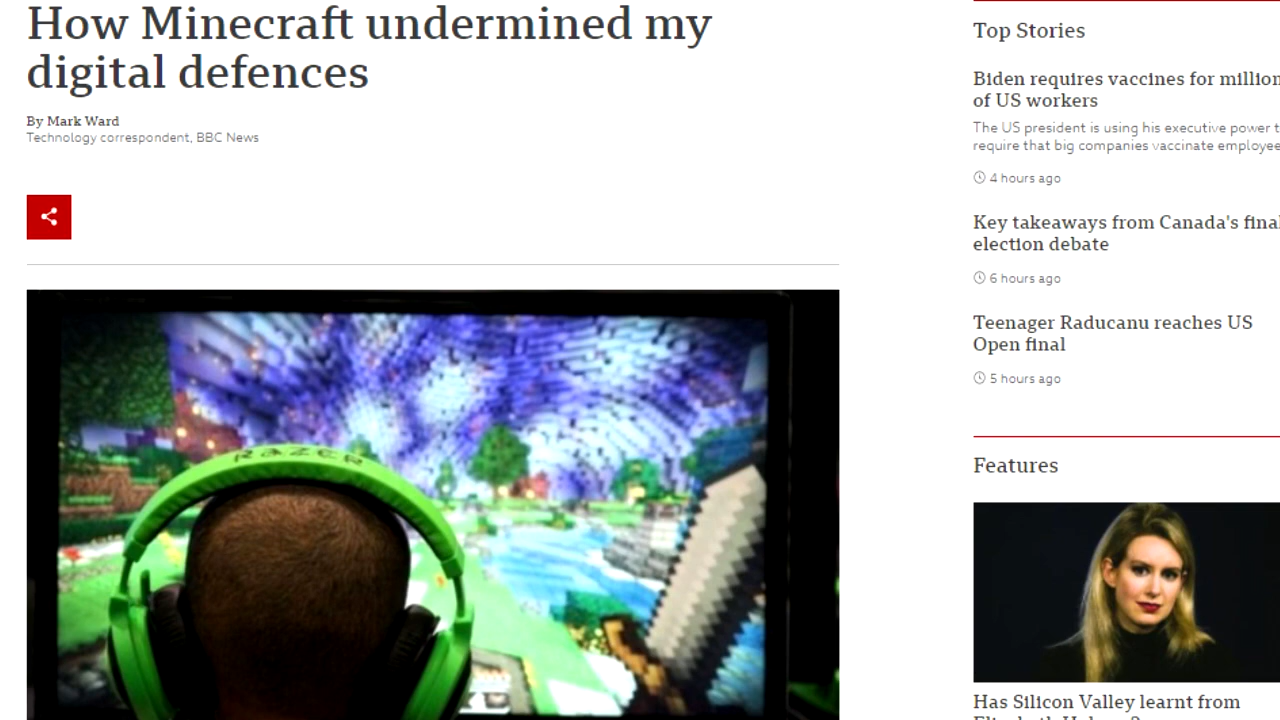 How Minecraft undermined my
digital defences
By Mark Ward
Technology correspondent, BBC News
RAZER
Top Stories
Biden requires vaccines for million
of US workers
The US president is using his executive power t
require that big companies vaccinate employee
4 hours ago
Key takeaways from Canada's final
election debate
6 hours ago
Teenager Raducanu reaches US
Open final
5 hours ago
Features
Has Silicon Valley learnt from